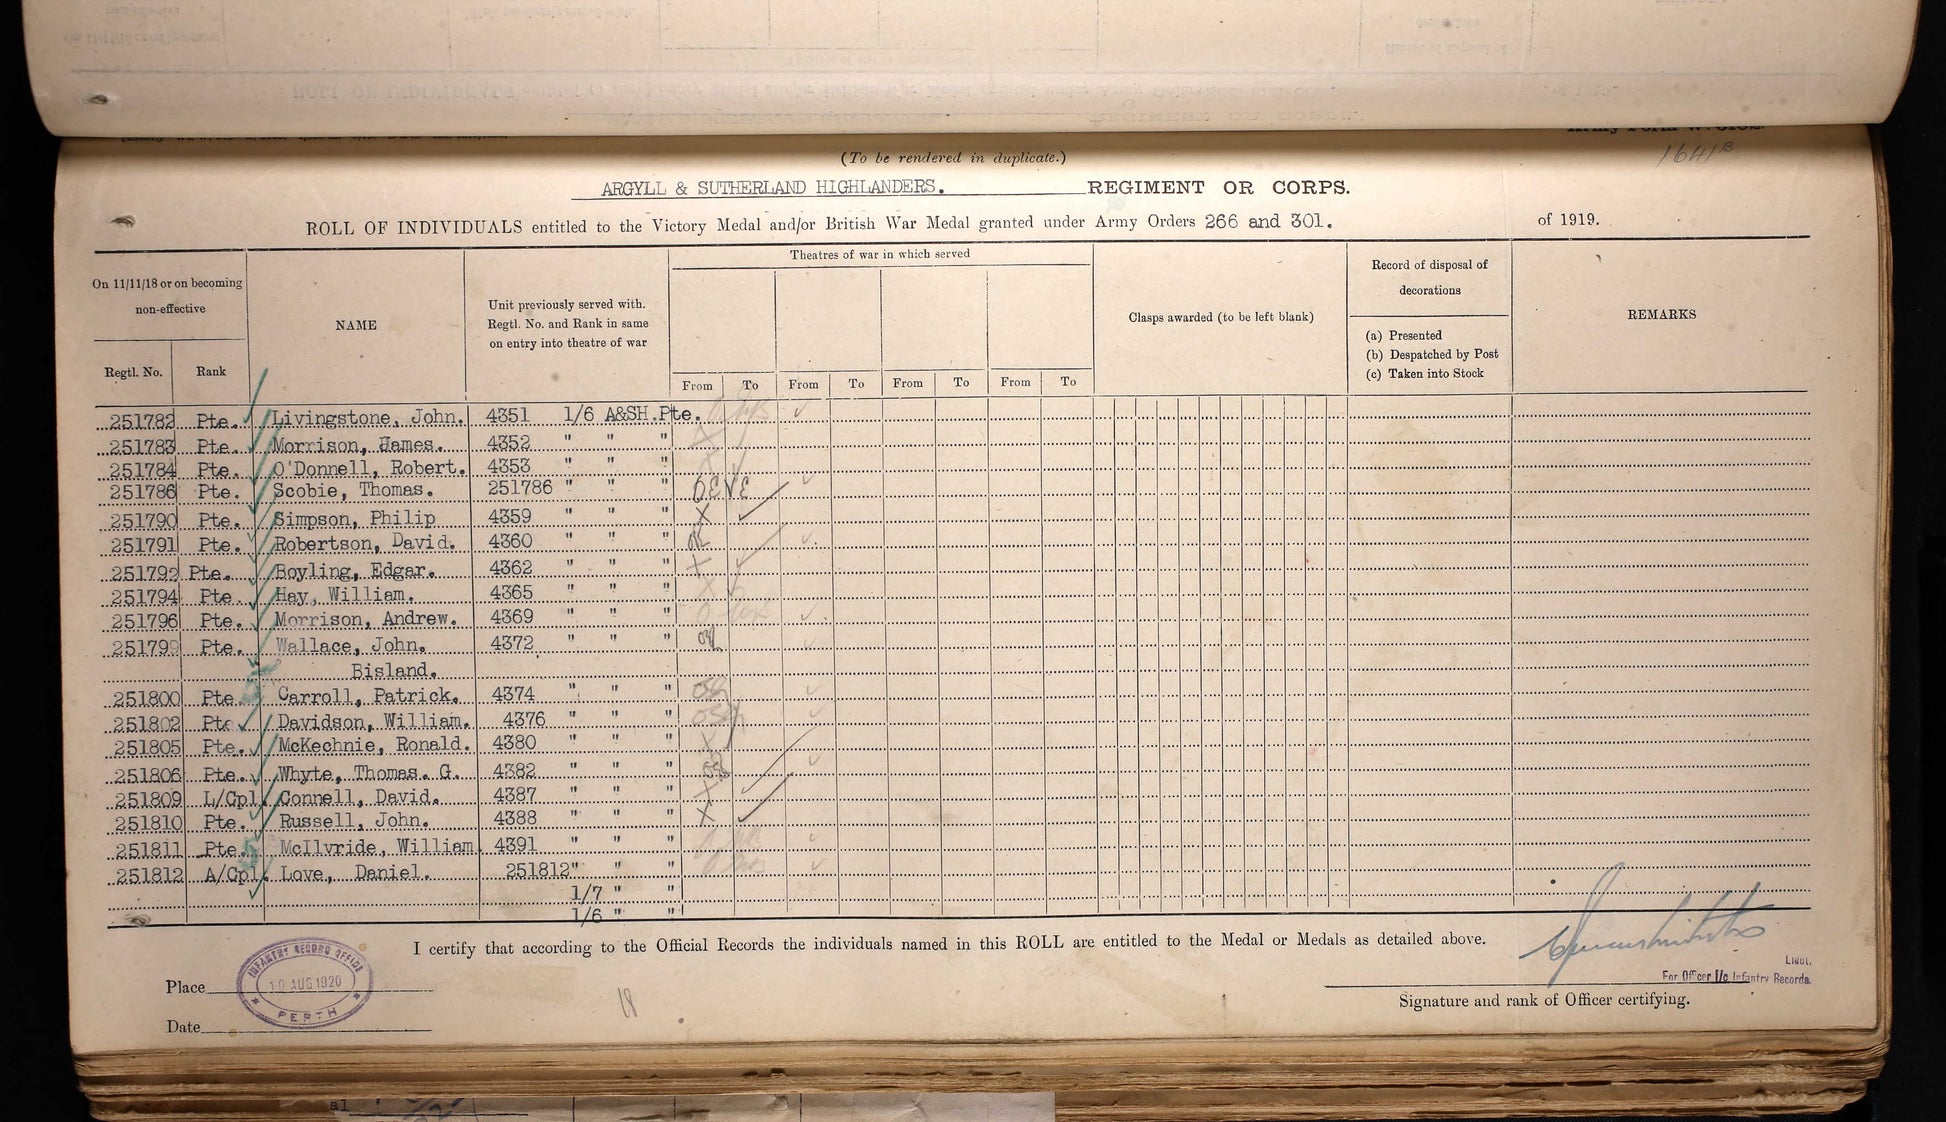 1641B
(To be rendered in duplicate.)
ARGYLL & SUTHERLAND HIGHLANDERS. REGIMENT OR CORPS.
ROLL OF INDIVIDUALS entitled to the Victory Medal and/or British War Medal granted under Army Orders 266 and 301. of 1919.
On 11/11/18 or on becoming non-effective
Regtl. No.
Rank
NAME
Unit previously served with.
Regtl. No. and Rank in same
on entry into theatre of war
Theatres of war in which served
From To From To From To From To
Clasps awarded (to be left blank)
Record of disposal of
decorations
(a) Presented
(b) Despatched by Post
(c) Taken into Stock
REMARKS
251782 Pte. Livingstone, John. 4351 1/6 A&SH.Pte.
251783 Pte. Morrison, James. 4352 " " "
251784 Pte. O'Donnell, Robert. 4353 " " "
251786 Pte. Scobie, Thomas. 251786 " " "
251790 Pte. Simpson, Philip 4359 " " "
251791 Pte. Robertson, David. 4360 " " "
251792 Pte. Boyling, Edgar. 4362 " " "
251794 Pte. Hay, William. 4365 " " "
251796 Pte. Morrison, Andrew. 4369 " " "
251799 Pte. Wallace, John. 4372 " " "
Bisland.
251800 Pte. Carroll, Patrick. 4374 " " "
251802 Pte Davidson, William. 4376 " " "
251805 Pte. McKechnie, Ronald. 4380 " " "
251806 Pte. Whyte, Thomas. G. 4382 " " "
251809 L/Cpl. Connell, David. 4387 " " "
251810 Pte. Russell, John. 4388 " " "
251811 Pte. McIlvride, William 4391 " " "
251812 A/Cpl. Love, Daniel. 251812" " "
1/7 " "
1/6 " "
I certify that according to the Official Records the individuals named in this ROLL are entitled to the Medal or Medals as detailed above.
Lieut.
For Officer I/c Infantry Records
Signature and rank of Officer certifying.
Place
INFANTRY RECORD OFFICE
10 AUG 1920
PERTH
Date
18